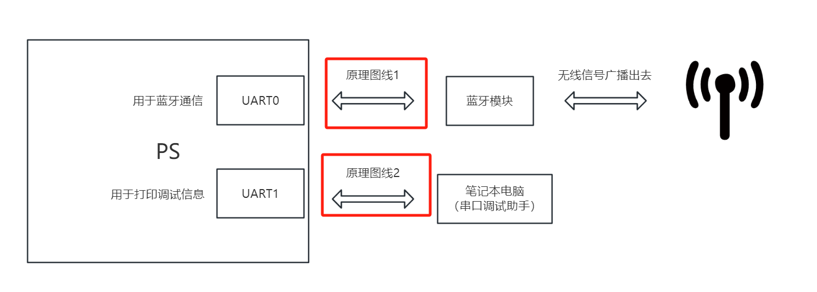 原理图线1
无线信号广播出去
用于蓝牙通信
UART0
蓝牙模块
PS
原理图线2
用于打印调试信息
UART1
笔记本电脑
（串口调试助手）